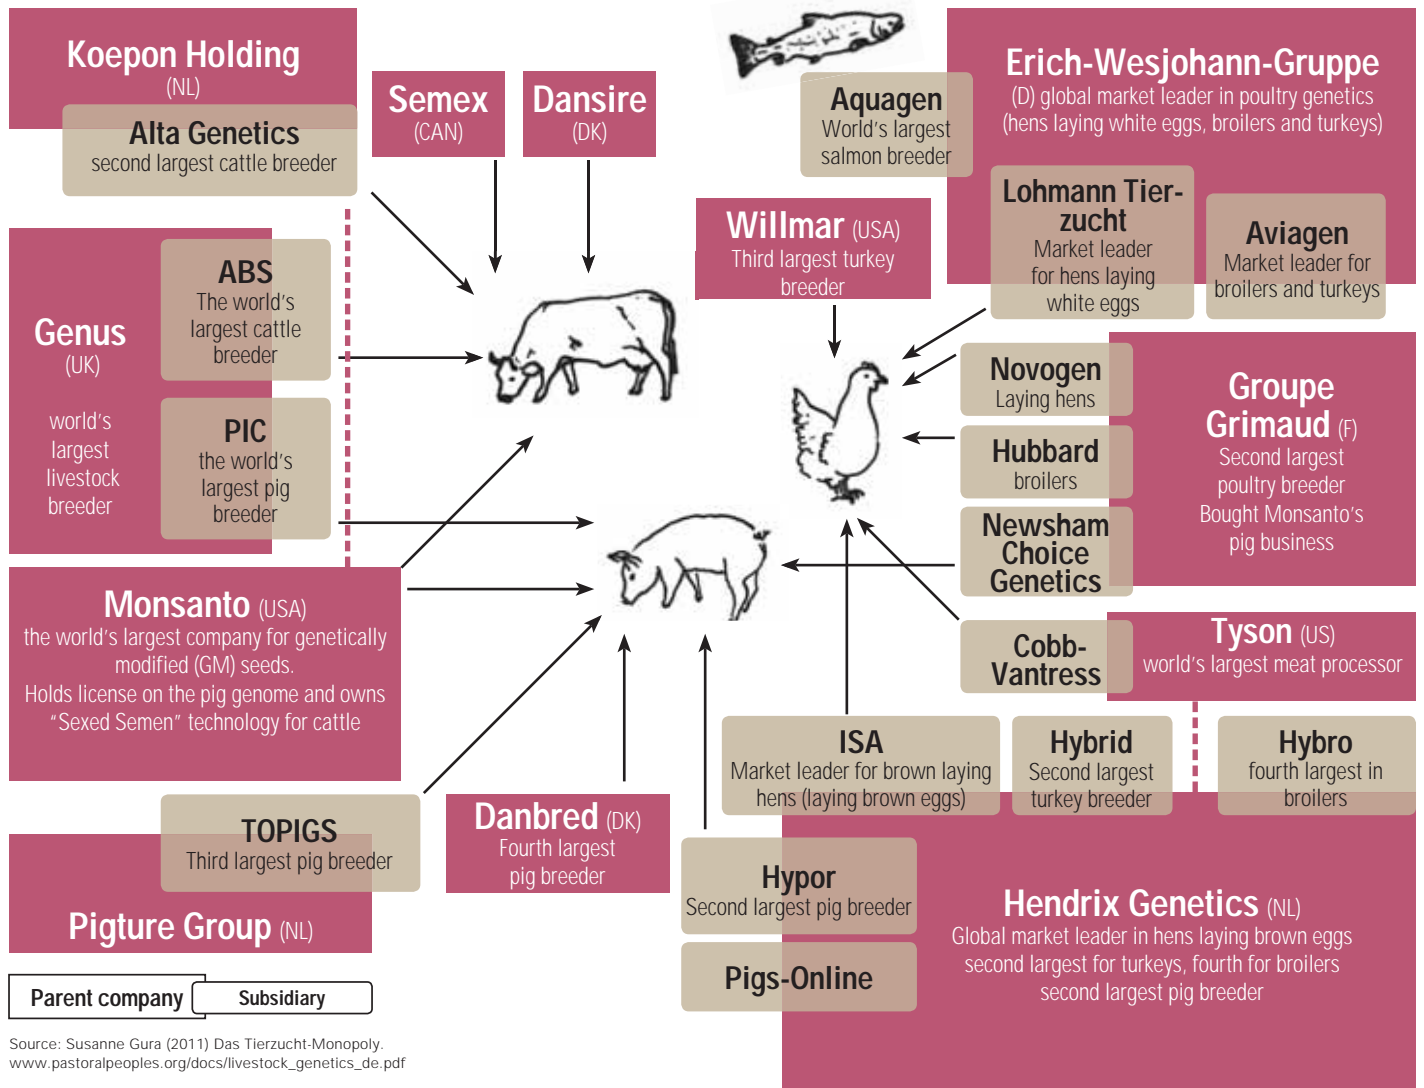 Koepon Holding
(NL)
Alta Genetics
second largest cattle breeder
Semex
(CAN)
Dansire
(DK)
Aquagen
World's largest
salmon breeder
Erich-Wesjohann-Gruppe
(D) global market leader in poultry genetics
(hens laying white eggs, broilers and turkeys)
Lohmann Tier-
zucht
Market leader
for hens laying
white eggs
Aviagen
Market leader for
broilers and turkeys
Willmar (USA)
Third largest turkey
breeder
Genus
(UK)
world's
largest
livestock
breeder
ABS
The world's
largest cattle
breeder
PIC
the world's
largest pig
breeder
Novogen
Laying hens
Hubbard
broilers
Newsham
Choice
Genetics
Groupe
Grimaud (F)
Second largest
poultry breeder
Bought Monsanto's
pig business
Monsanto (USA)
the world's largest company for genetically
modified (GM) seeds.
Holds license on the pig genome and owns
“Sexed Semen” technology for cattle
Cobb-
Vantress
Tyson (US)
world's largest meat processor
ISA
Market leader for brown laying
hens (laying brown eggs)
Hybrid
Second largest
turkey breeder
Hybro
fourth largest in
broilers
TOPIGS
Third largest pig breeder
Pigture Group (NL)
Danbred (DK)
Fourth largest
pig breeder
Hypor
Second largest pig breeder
Pigs-Online
Hendrix Genetics (NL)
Global market leader in hens laying brown eggs
second largest for turkeys, fourth for broilers
second largest pig breeder
Parent company
Subsidiary
Source: Susanne Gura (2011) Das Tierzucht-Monopoly.
www.pastoralpeoples.org/docs/livestock_genetics_de.pdf